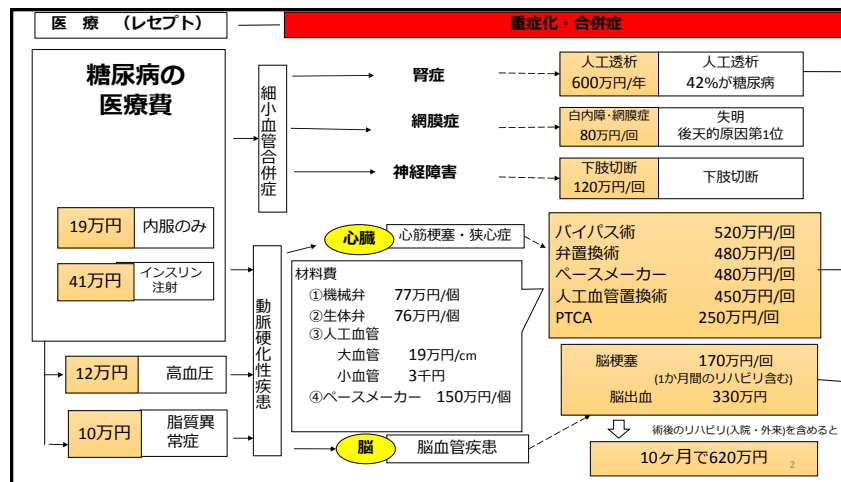 医　療　（レセプト）
重症化・合併症
糖尿病の
医療費
19万円
内服のみ
41万円
インスリン
注射
12万円
高血圧
10万円
脂質異
常症
細小血管合併症
動脈硬化性疾患
腎症
網膜症
神経障害
人工透析
600万円/年
人工透析
42%が糖尿病
白内障・網膜症
80万円/回
失明
後天的原因第1位
下肢切断
120万円/回
下肢切断
心臓
心筋梗塞・狭心症
材料費
①機械弁　77万円/個
②生体弁　76万円/個
③人工血管
大血管　19万円/cm
小血管　3千円
④ペースメーカー　150万円/個
脳
脳血管疾患
バイパス術　520万円/回
弁置換術　480万円/回
ペースメーカー　480万円/回
人工血管置換術　450万円/回
PTCA　250万円/回
脳梗塞　170万円/回
(1か月間のリハビリ含む)
脳出血　330万円
術後のリハビリ(入院・外来)を含めると
10ケ月で620万円
2